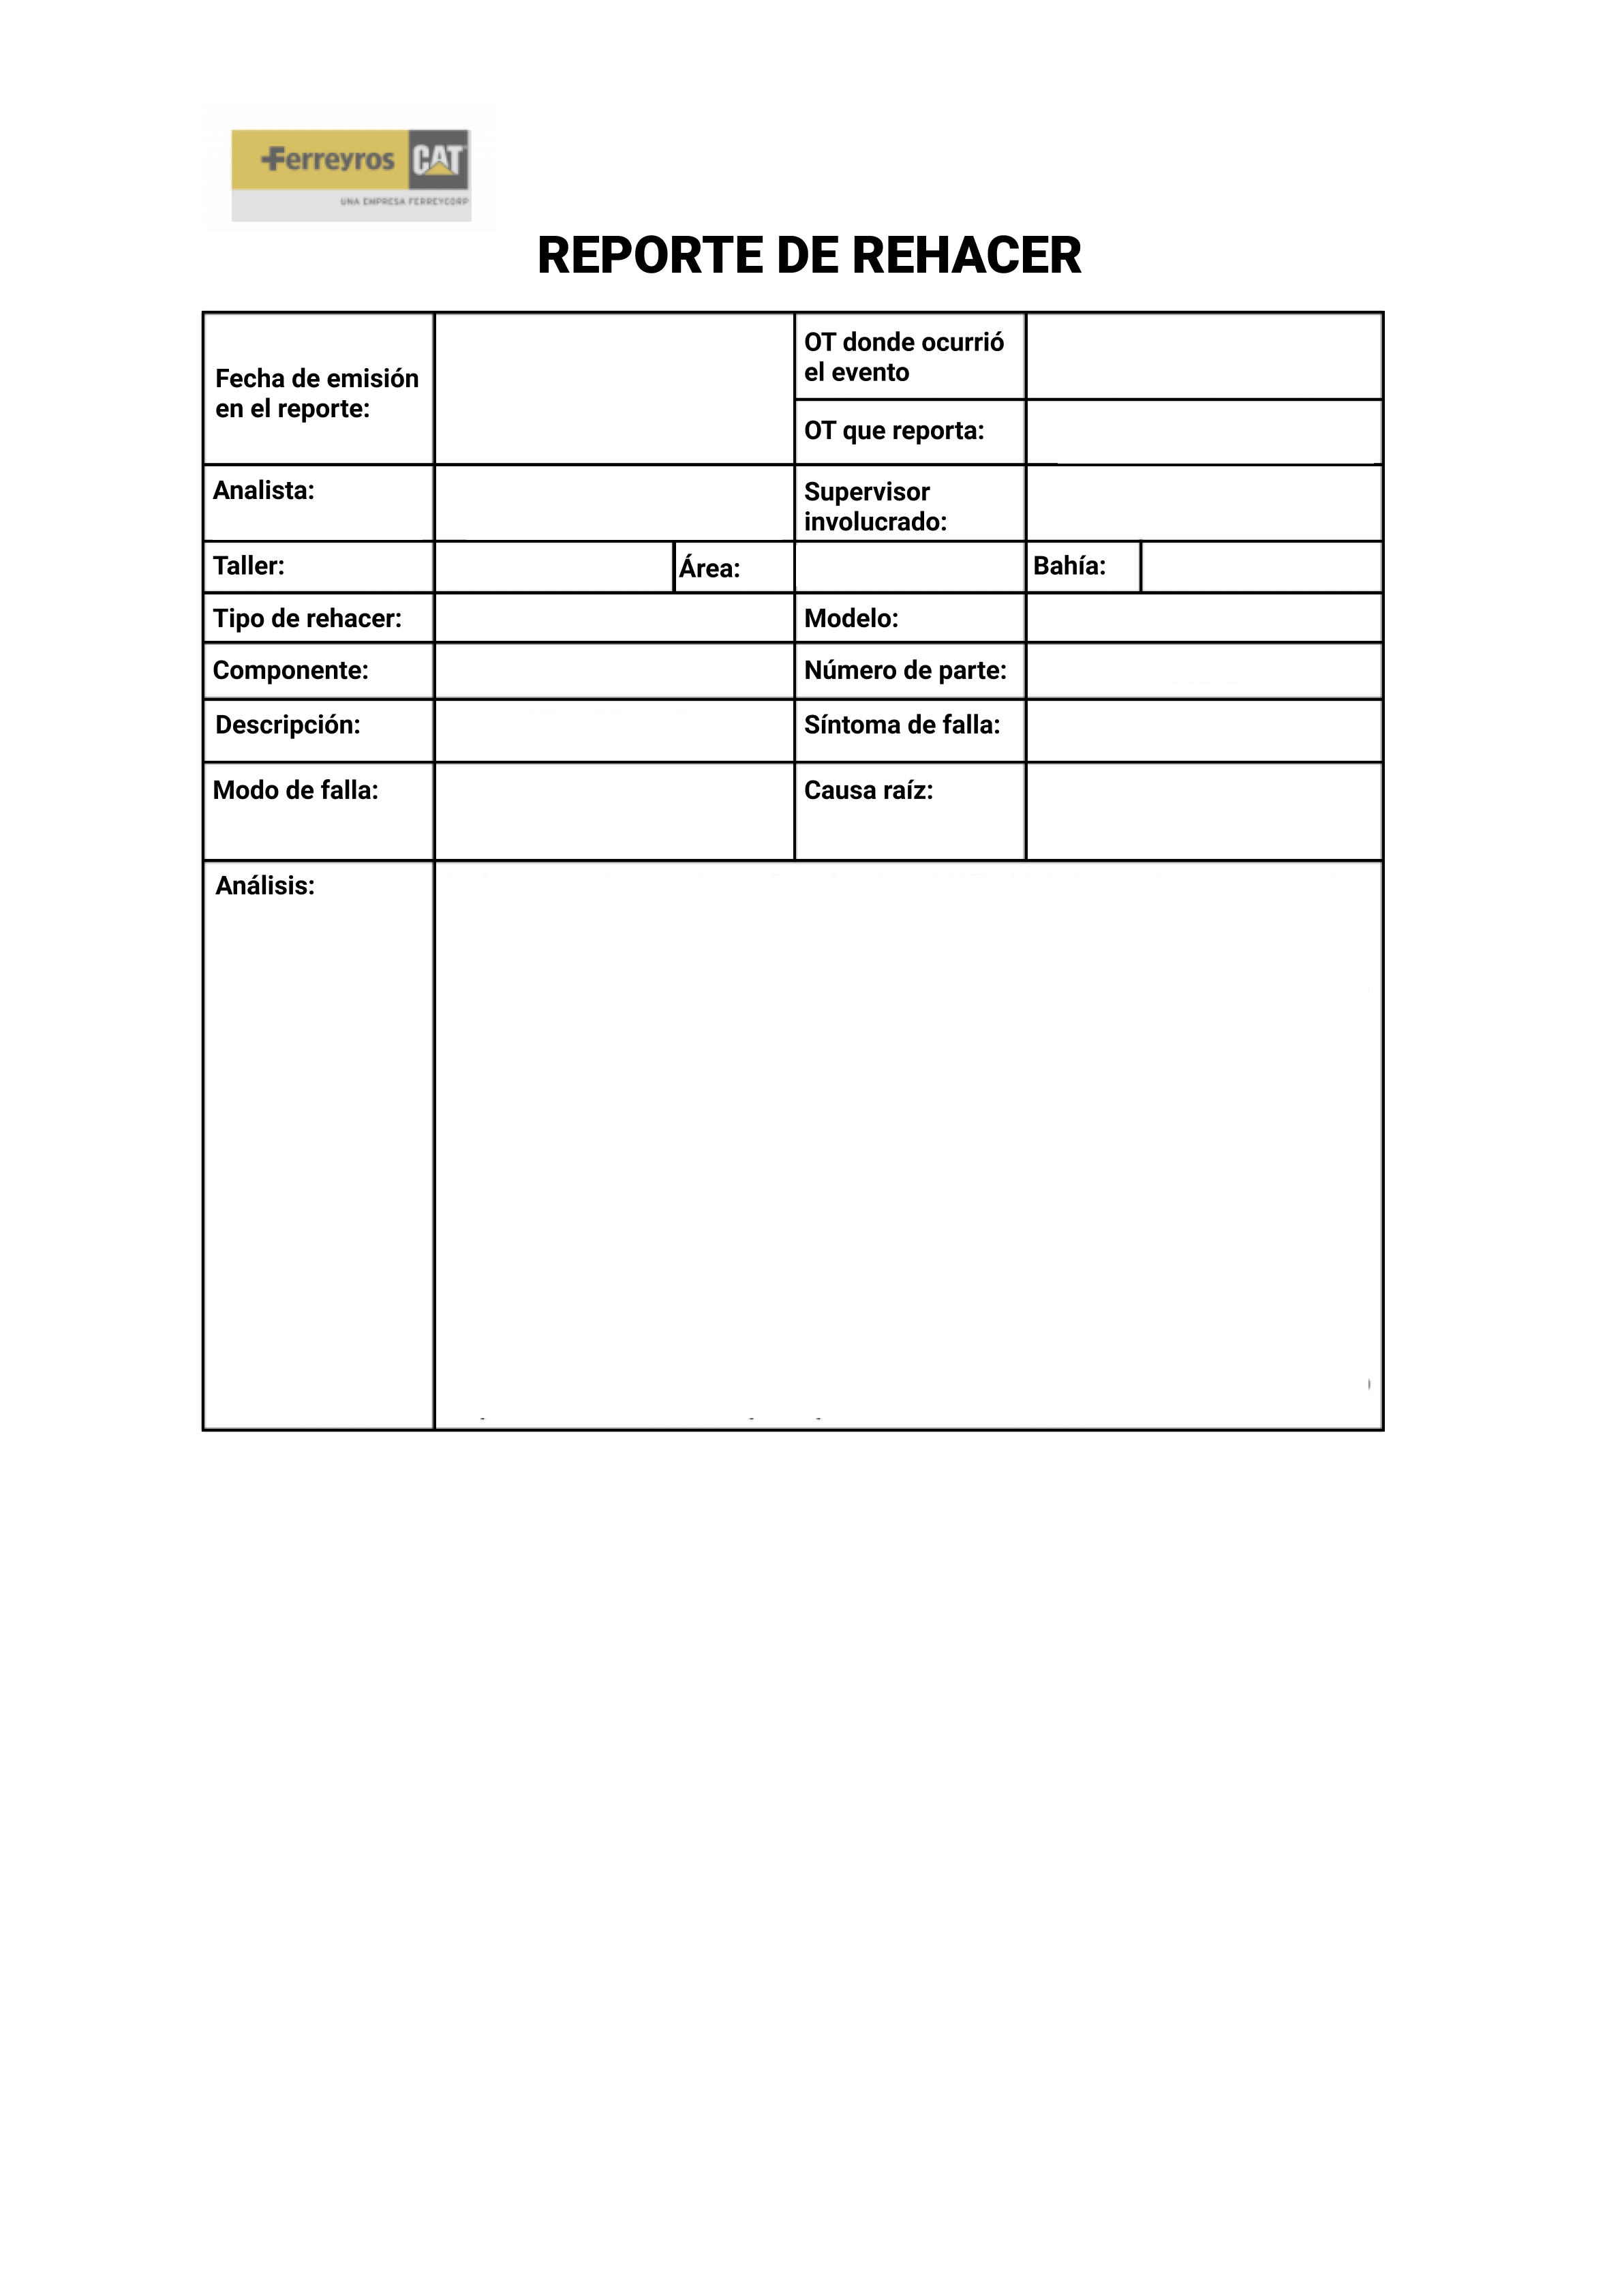 Ferreyros CAT
UNA EMPRESA FERREYCORP
REPORTE DE REHACER
Fecha de emisión
en el reporte:
OT donde ocurrió
el evento
OT que reporta:
Analista:
Supervisor
involucrado:
Taller:
Área:
Bahía:
Tipo de rehacer:
Modelo:
Componente:
Número de parte:
Descripción:
Síntoma de falla:
Modo de falla:
Causa raíz:
Análisis: